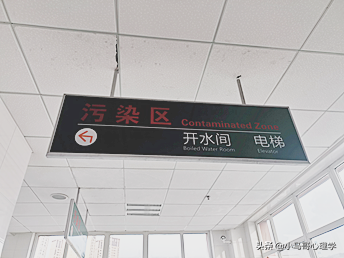 污染区 Contaminated Zone
开水间 电梯
Boiled Water Room Elevator
头条 @小鸟哥心理学